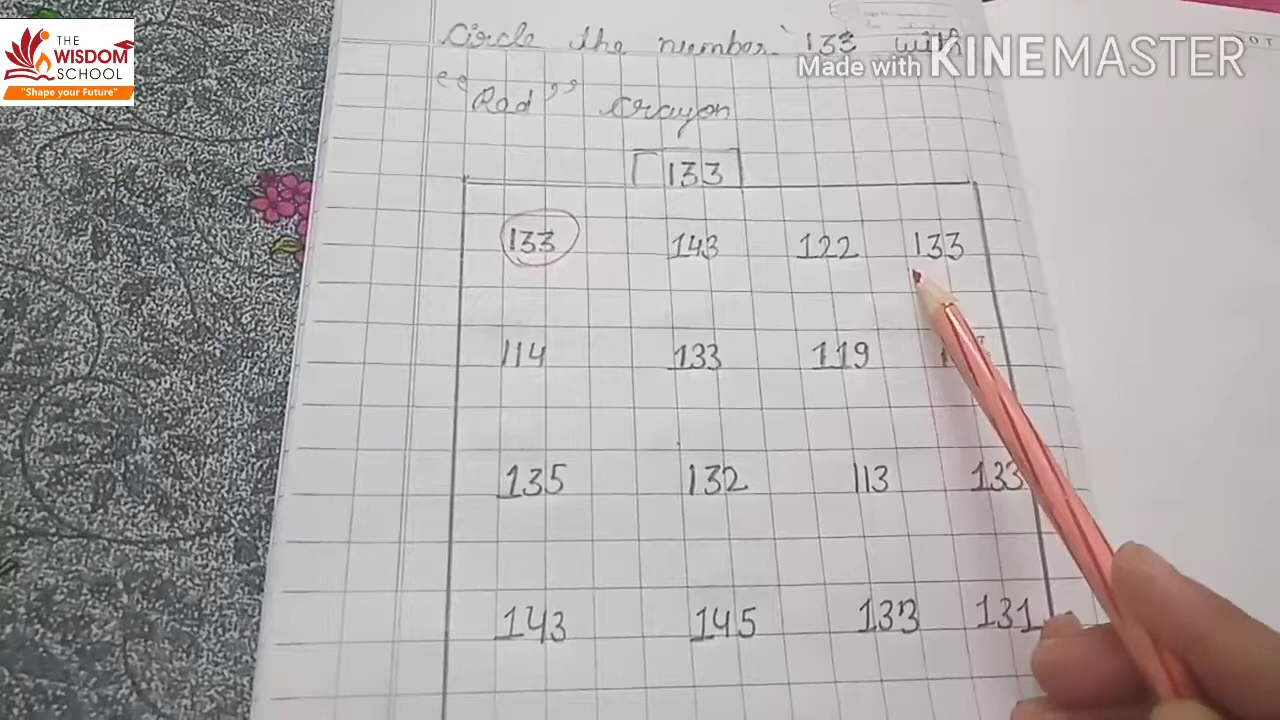 THE
WISDOM
SCHOOL
"Shape your Future"
Circle the number 133 with
Made with KINEMASTER
"Red" Crayon
133
133 143 122 133
114 133 119
135 132 113 133
143 145 133 131